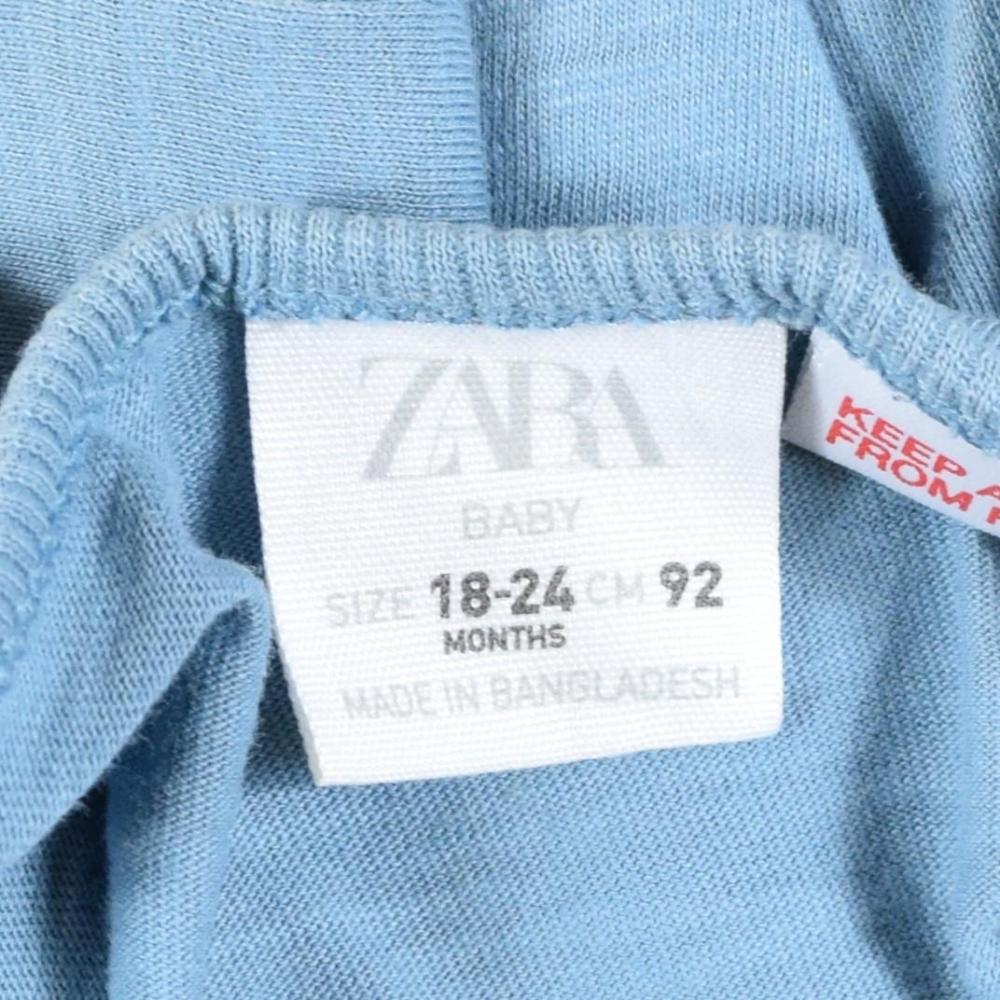 ZARA
BABY
SIZE 18-24 CM 92
MONTHS
MADE IN BANGLADESH
KEEP
FROM